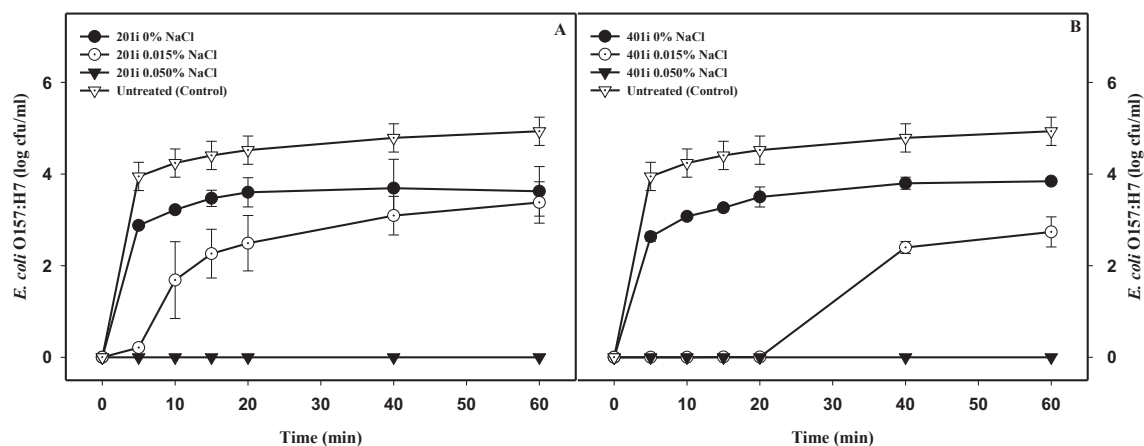 A
201i 0% NaCl
201i 0.015% NaCl
201i 0.050% NaCl
Untreated (Control)
6
4
2
0
E. coli O157:H7 (log cfu/ml)
0 10 20 30 40 50 60
Time (min)
B
401i 0% NaCl
401i 0.015% NaCl
401i 0.050% NaCl
Untreated (Control)
6
4
2
0
E. coli O157:H7 (log cfu/ml)
0 10 20 30 40 50 60
Time (min)